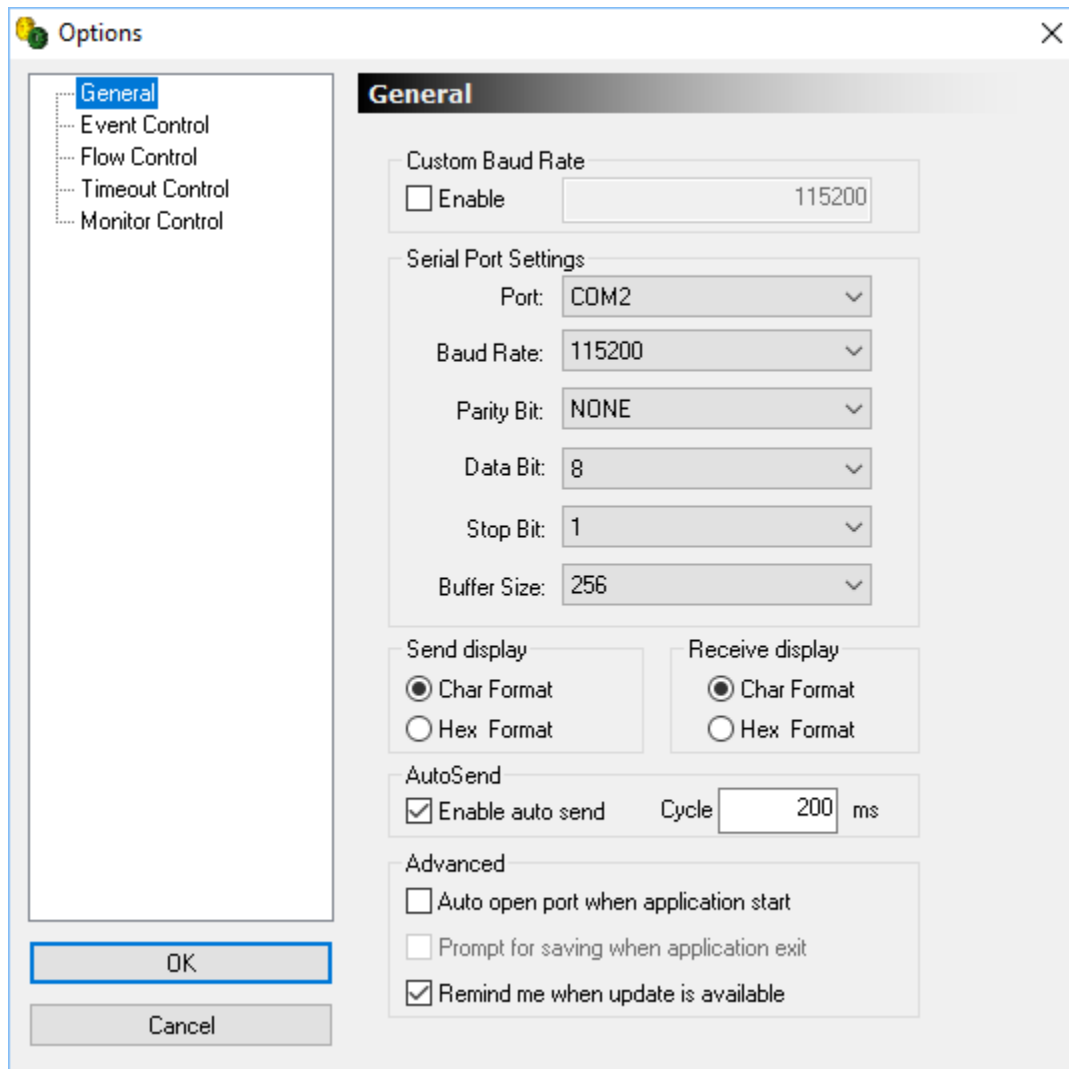 Options
General
Event Control
Flow Control
Timeout Control
Monitor Control
OK
Cancel
General
Custom Baud Rate
Enable 115200
Serial Port Settings
Port: COM2
Baud Rate: 115200
Parity Bit: NONE
Data Bit: 8
Stop Bit: 1
Buffer Size: 256
Send display
Char Format
Hex Format
Receive display
Char Format
Hex Format
AutoSend
Enable auto send Cycle 200 ms
Advanced
Auto open port when application start
Prompt for saving when application exit
Remind me when update is available